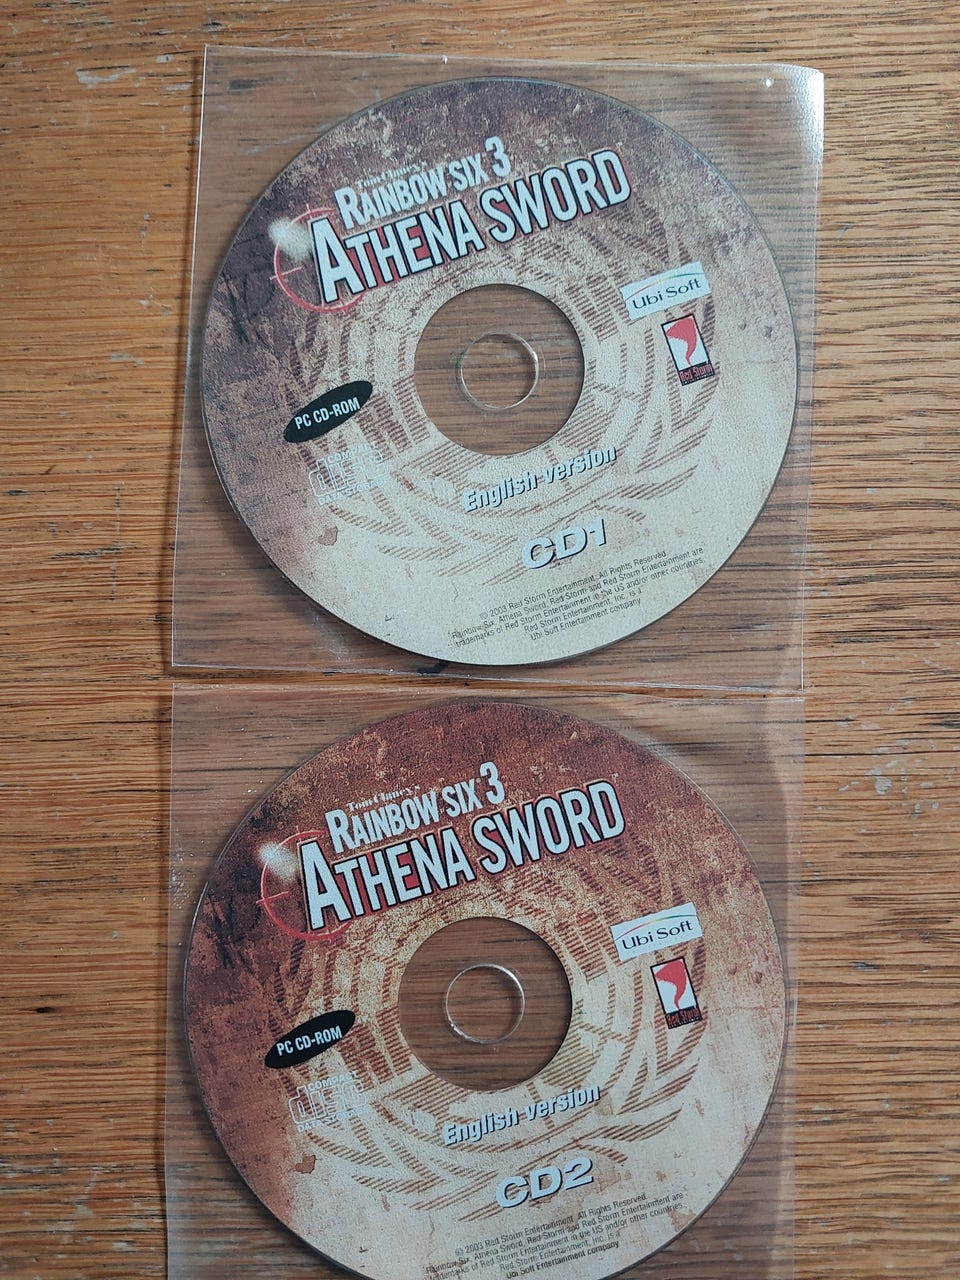 Tom Clancy's
RAINBOW SIX 3
ATHENA SWORD
Ubi Soft
Red Storm
PC CD-ROM
COMPACT
disc
English version
CD1
© 2003 Red Storm Entertainment. All Rights Reserved.
Rainbow Six, Athena Sword, Red Storm and Red Storm Entertainment are
trademarks of Red Storm Entertainment in the US and/or other countries.
Red Storm Entertainment, Inc. is a
Ubi Soft Entertainment company
Tom Clancy's
RAINBOW SIX 3
ATHENA SWORD
Ubi Soft
Red Storm
PC CD-ROM
COMPACT
disc
English version
CD2
© 2003 Red Storm Entertainment. All Rights Reserved.
Rainbow Six, Athena Sword, Red Storm and Red Storm Entertainment are
trademarks of Red Storm Entertainment in the US and/or other countries.
Red Storm Entertainment, Inc. is a
Ubi Soft Entertainment company